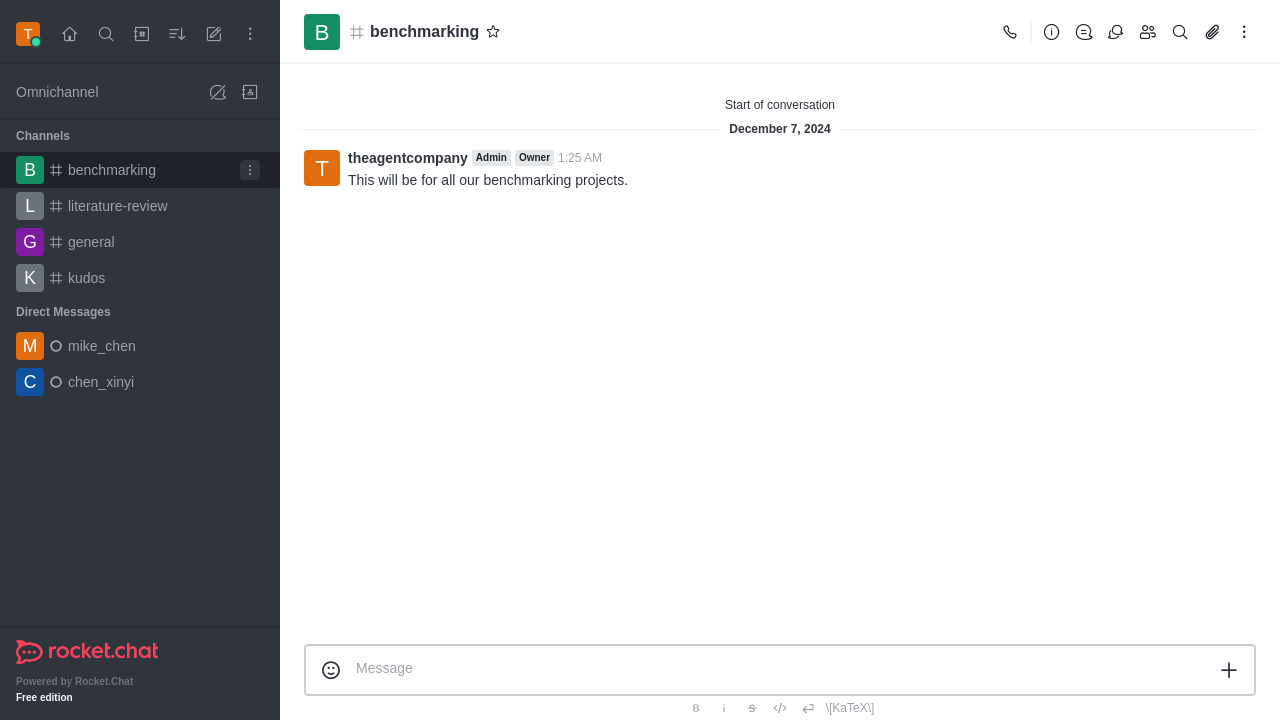 T
Omnichannel
Channels
B benchmarking
L literature-review
G general
K kudos
Direct Messages
M mike_chen
C chen_xinyi
rocket.chat
Powered by Rocket.Chat
Free edition
B benchmarking
Start of conversation
December 7, 2024
T theagentcompany Admin Owner 1:25 AM
This will be for all our benchmarking projects.
Message
B i S \[KaTeX\]